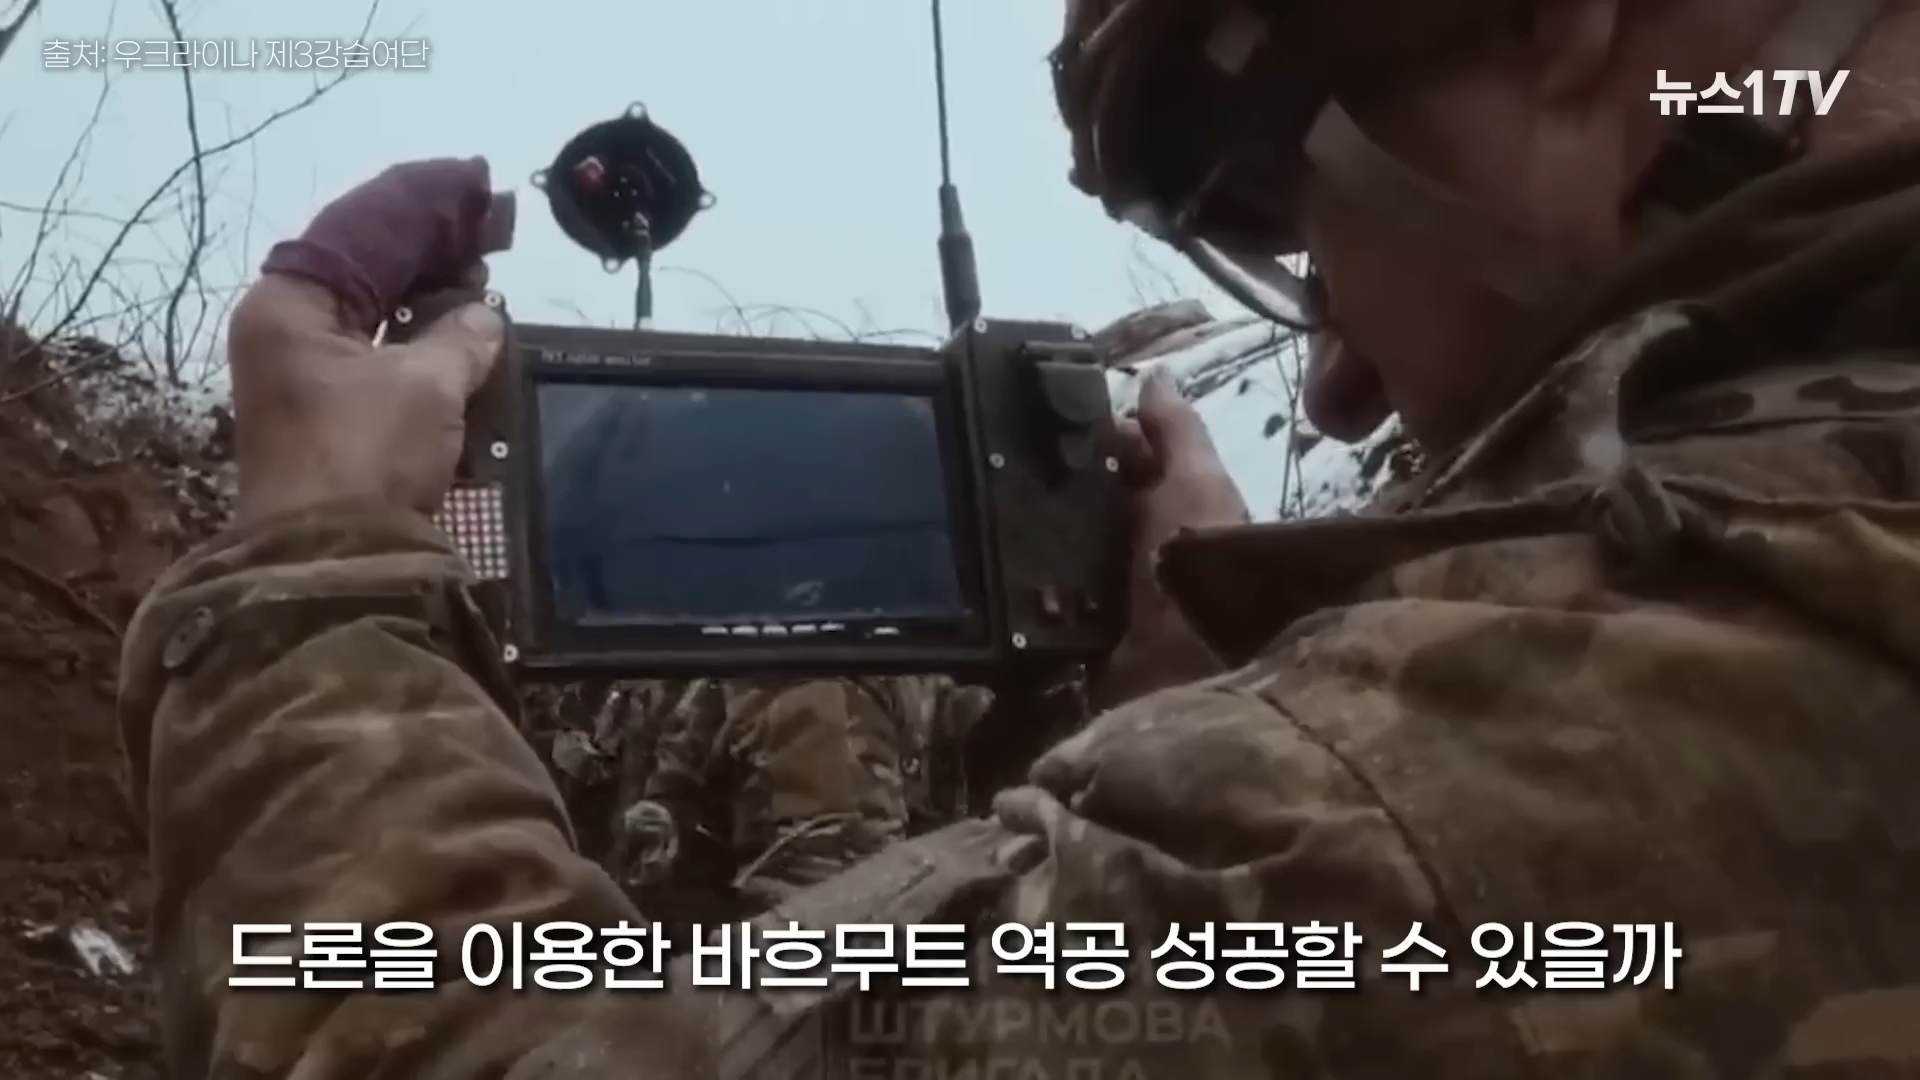 출처: 우크라이나 제3강습여단
뉴스1TV
드론을 이용한 바흐무트 역공 성공할 수 있을까
ШТУРМОВА
БРИГАДА